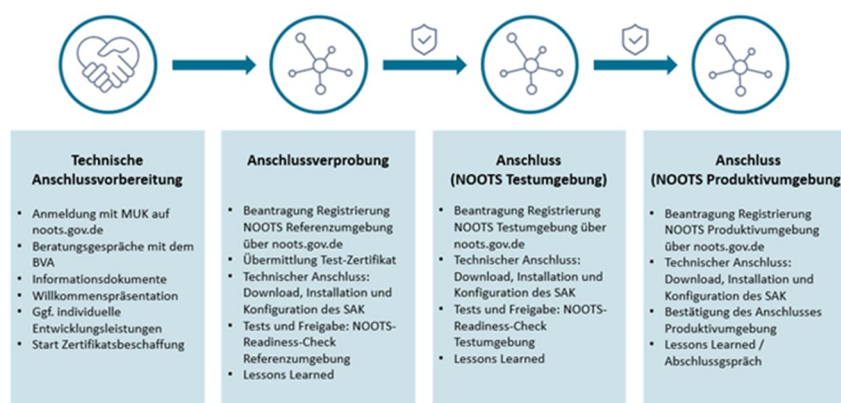 Technische
Anschlussvorbereitung
• Anmeldung mit MUK auf
noots.gov.de
• Beratungsgespräche mit dem
BVA
• Informationsdokumente
• Willkommenspräsentation
• Ggf. individuelle
Entwicklungsleistungen
• Start Zertifikatsbeschaffung
Anschlussverprobung
• Beantragung Registrierung
NOOTS Referenzumgebung
über noots.gov.de
• Übermittlung Test-Zertifikat
• Technischer Anschluss:
Download, Installation und
Konfiguration des SAK
• Tests und Freigabe: NOOTS-
Readiness-Check
Referenzumgebung
• Lessons Learned
Anschluss
(NOOTS Testumgebung)
• Beantragung Registrierung
NOOTS Testumgebung über
noots.gov.de
• Technischer Anschluss:
Download, Installation und
Konfiguration des SAK
• Tests und Freigabe: NOOTS-
Readiness-Check
Testumgebung
• Lessons Learned
Anschluss
(NOOTS Produktivumgebung
• Beantragung Registrierung
NOOTS Produktivumgebung
über noots.gov.de
• Technischer Anschluss:
Download, Installation und
Konfiguration des SAK
• Bestätigung des Anschlusses
Produktivumgebung
• Lessons Learned /
Abschlussgespräch